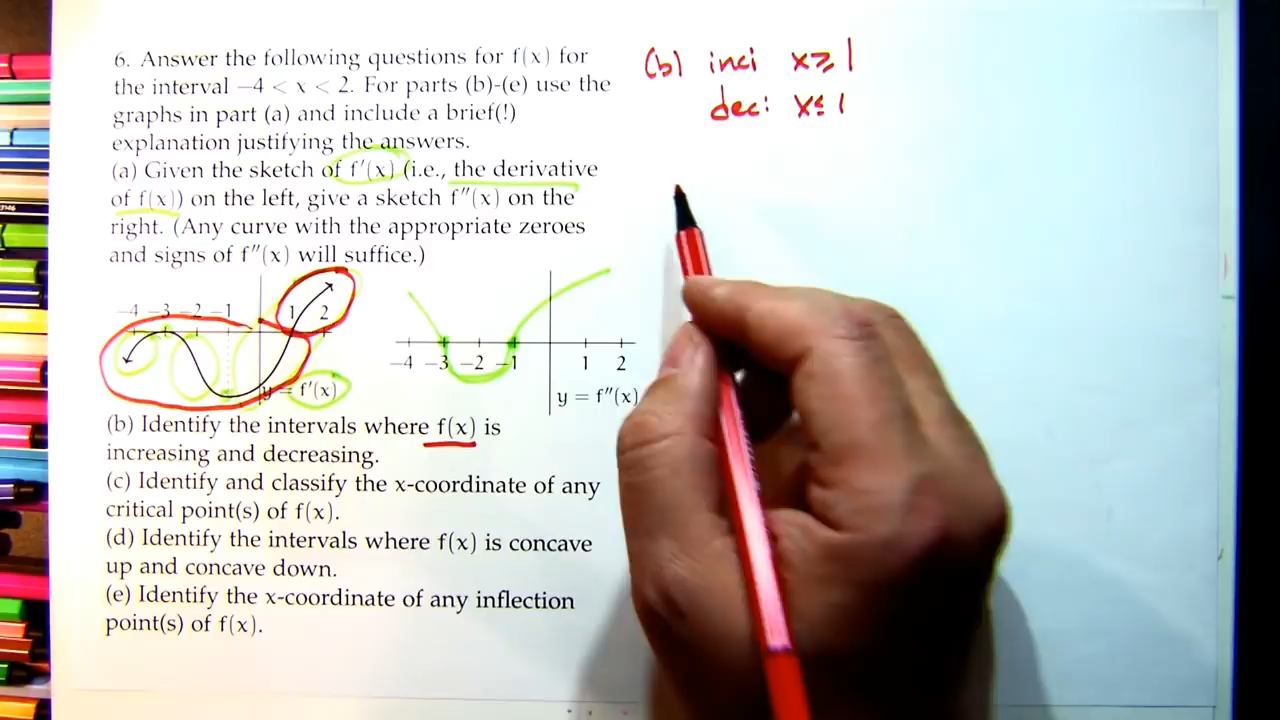 6. Answer the following questions for f(x) for
the interval −4 < x < 2. For parts (b)-(e) use the
graphs in part (a) and include a brief(!)
explanation justifying the answers.
(a) Given the sketch of f′(x) (i.e., the derivative
of f(x)) on the left, give a sketch f″(x) on the
right. (Any curve with the appropriate zeroes
and signs of f″(x) will suffice.)
−4 −3 −2 −1 1 2
y = f′(x)
−4 −3 −2 −1 1 2
y = f″(x)
(b) Identify the intervals where f(x) is
increasing and decreasing.
(c) Identify and classify the x-coordinate of any
critical point(s) of f(x).
(d) Identify the intervals where f(x) is concave
up and concave down.
(e) Identify the x-coordinate of any inflection
point(s) of f(x).
(b) inc: x ≥ 1
dec: x ≤ 1